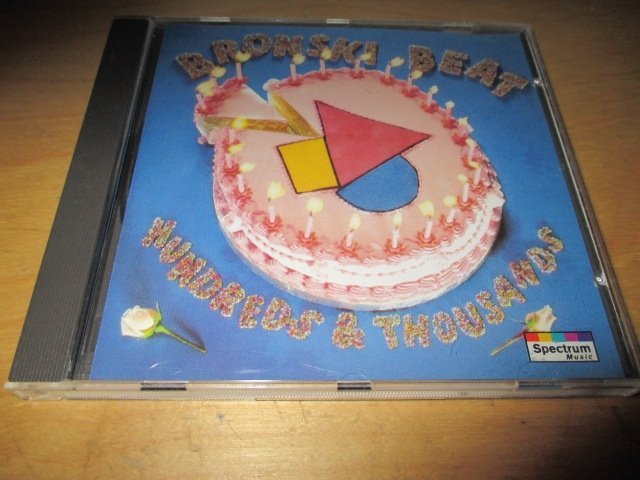 BRONSKI BEAT
HUNDREDS & THOUSANDS
Spectrum
Music